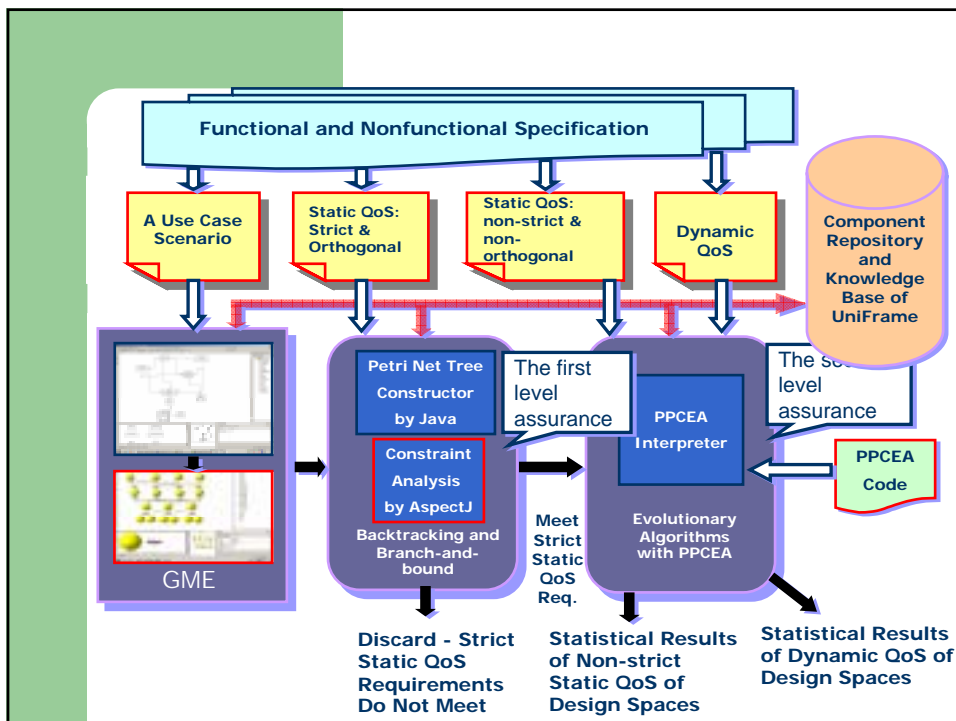 Functional and Nonfunctional Specification
A Use Case
Scenario
Static QoS:
Strict &
Orthogonal
Static QoS:
non-strict &
non-
orthogonal
Dynamic
QoS
Component
Repository
and
Knowledge
Base of
UniFrame
Petri Net Tree
Constructor
by Java
Constraint
Analysis
by AspectJ
Backtracking and
Branch-and-
bound
The first
level
assurance
PPCEA
Interpreter
Evolutionary
Algorithms
with PPCEA
The
level
assurance
PPCEA
Code
GME
Meet
Strict
Static
QoS
Req.
Discard - Strict
Static QoS
Requirements
Do Not Meet
Statistical Results
of Non-strict
Static QoS of
Design Spaces
Statistical Results
of Dynamic QoS of
Design Spaces